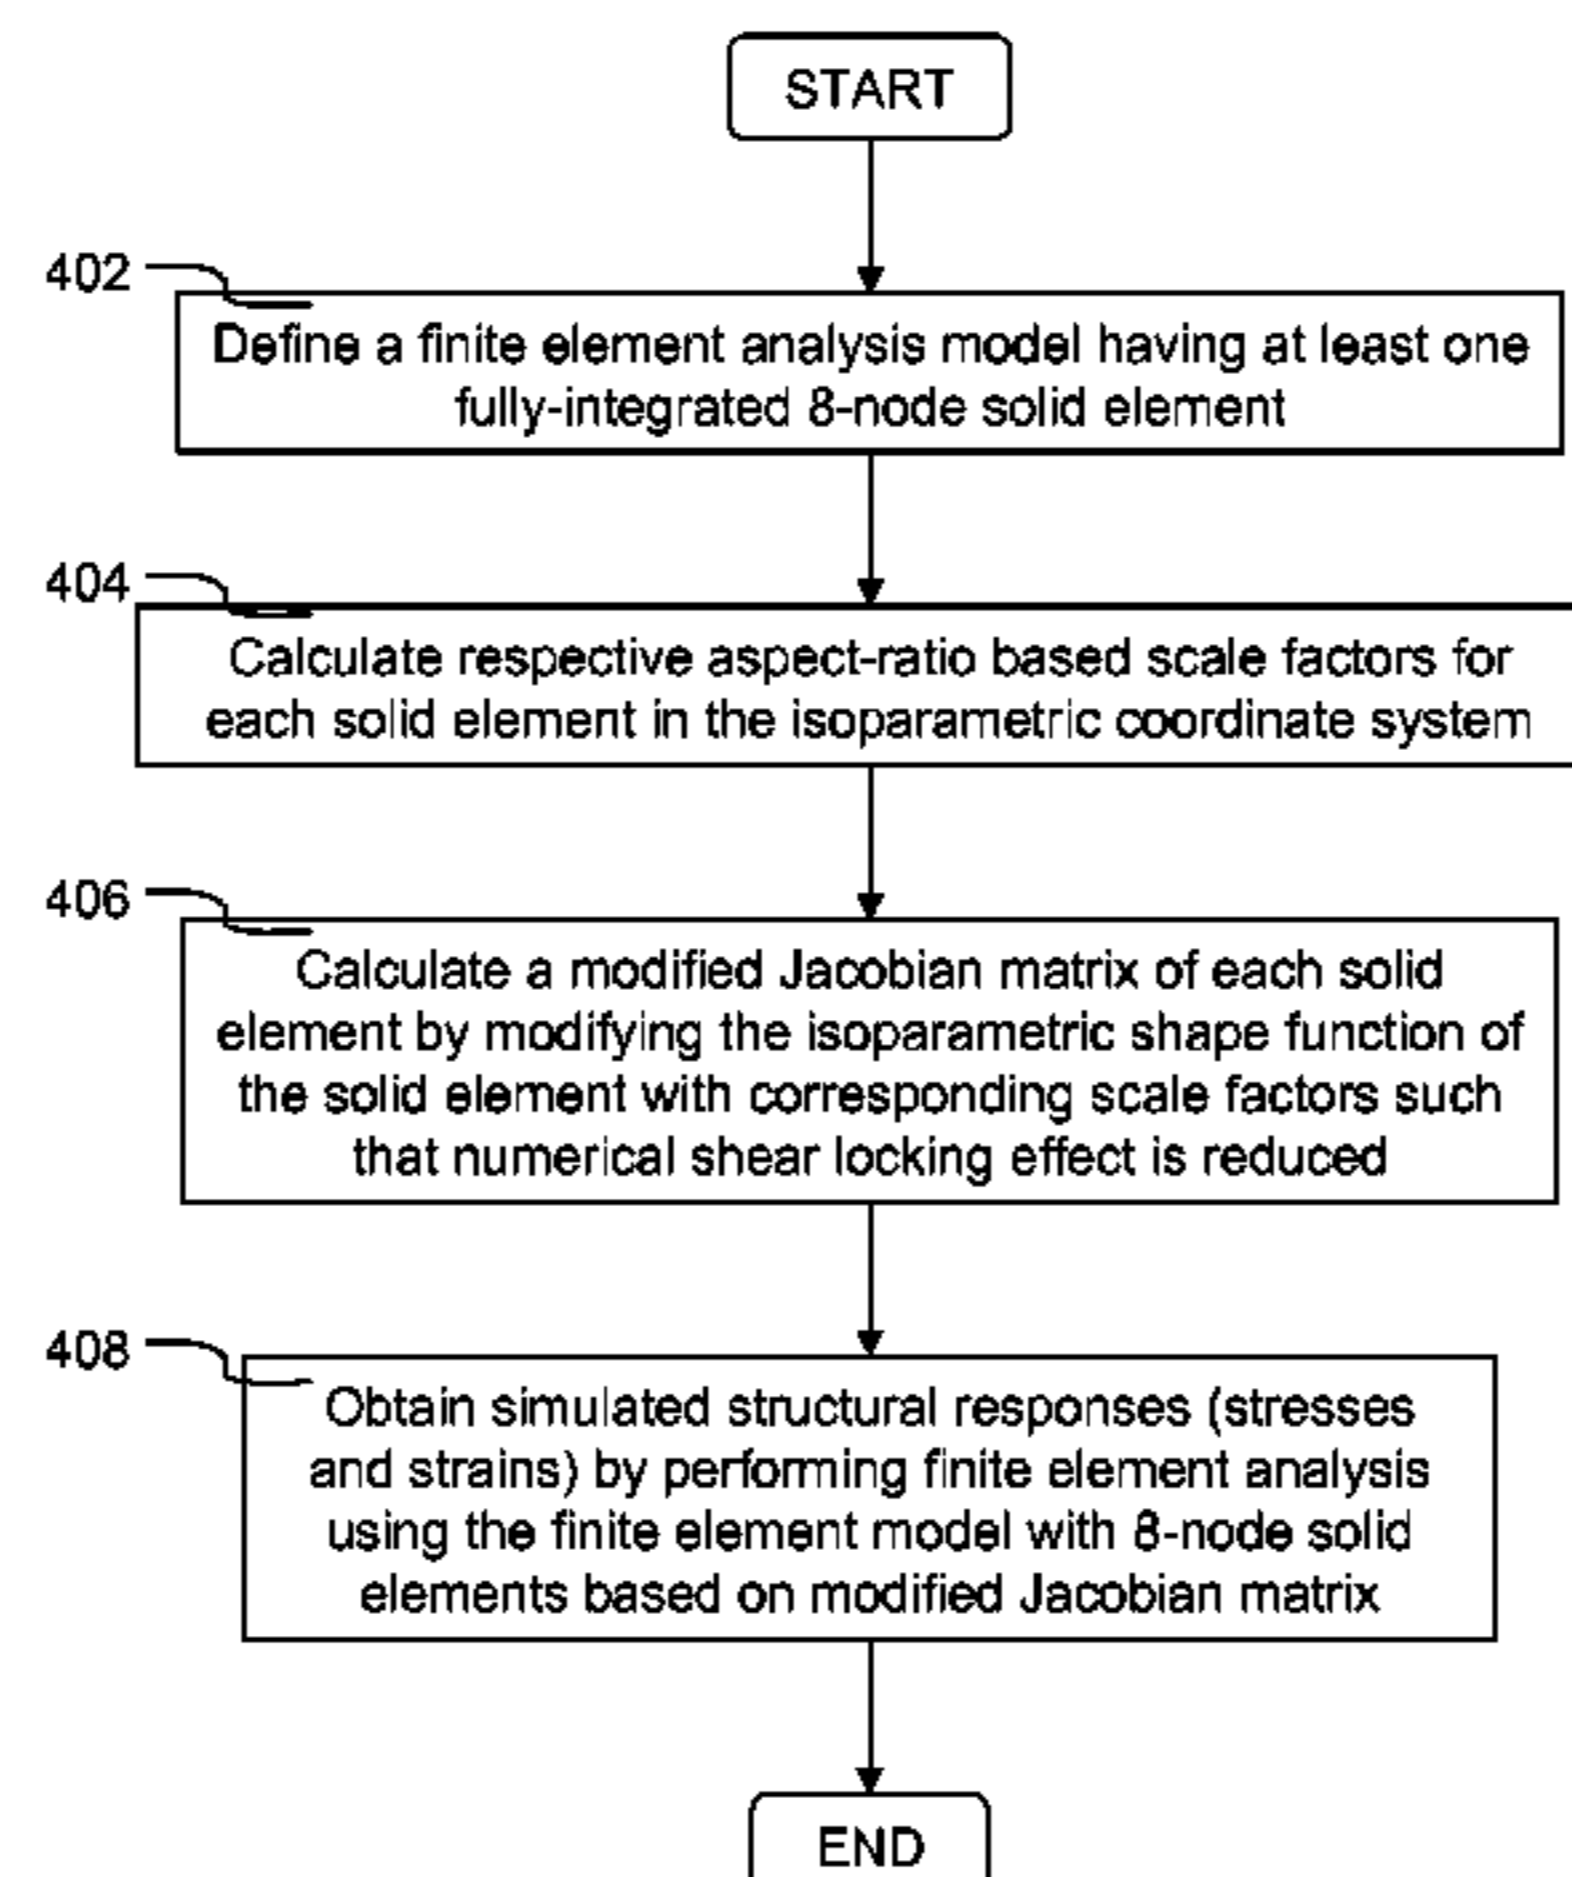 START
402
Define a finite element analysis model having at least one
fully-integrated 8-node solid element
404
Calculate respective aspect-ratio based scale factors for
each solid element in the isoparametric coordinate system
406
Calculate a modified Jacobian matrix of each solid
element by modifying the isoparametric shape function of
the solid element with corresponding scale factors such
that numerical shear locking effect is reduced
408
Obtain simulated structural responses (stresses
and strains) by performing finite element analysis
using the finite element model with 8-node solid
elements based on modified Jacobian matrix
END